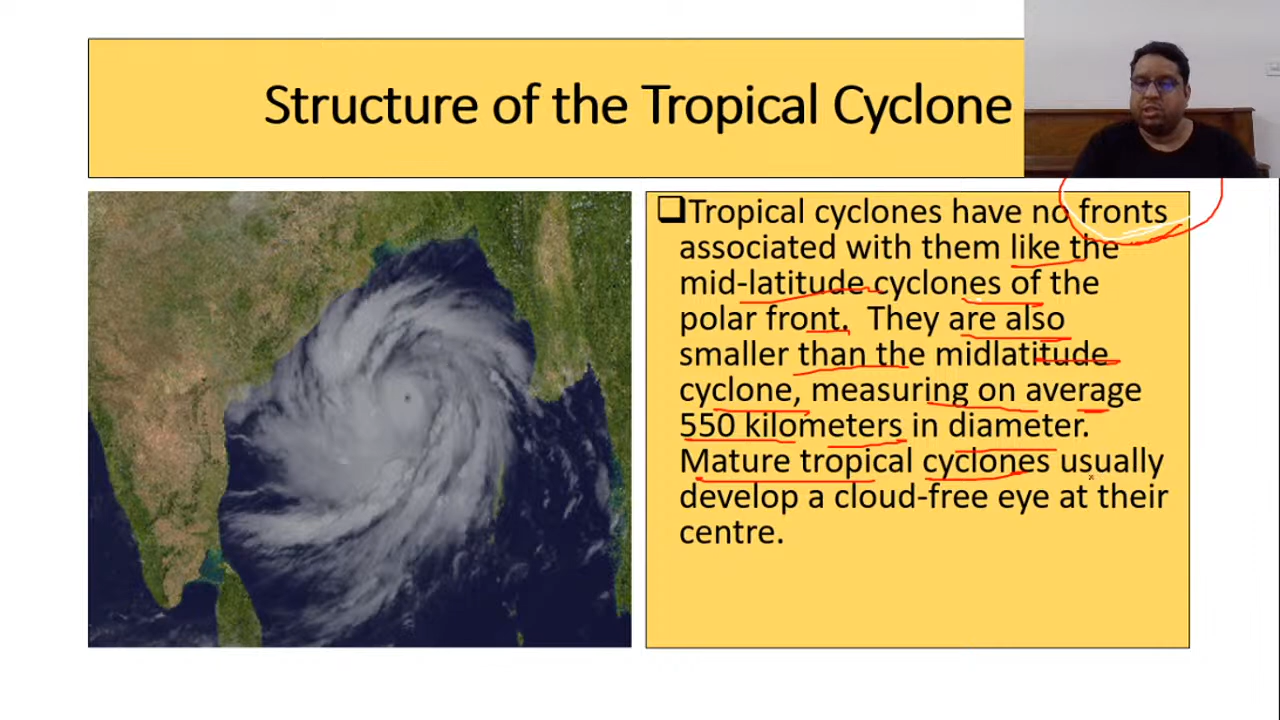 Structure of the Tropical Cyclone
Tropical cyclones have no fronts
associated with them like the
mid-latitude cyclones of the
polar front. They are also
smaller than the midlatitude
cyclone, measuring on average
550 kilometers in diameter.
Mature tropical cyclones usually
develop a cloud-free eye at their
centre.